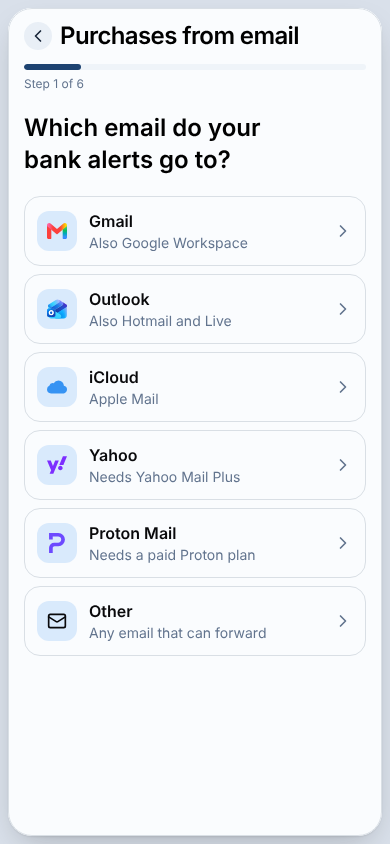 Purchases from email
Step 1 of 6
Which email do your
bank alerts go to?
Gmail
Also Google Workspace
Outlook
Also Hotmail and Live
iCloud
Apple Mail
Yahoo
Needs Yahoo Mail Plus
Proton Mail
Needs a paid Proton plan
Other
Any email that can forward